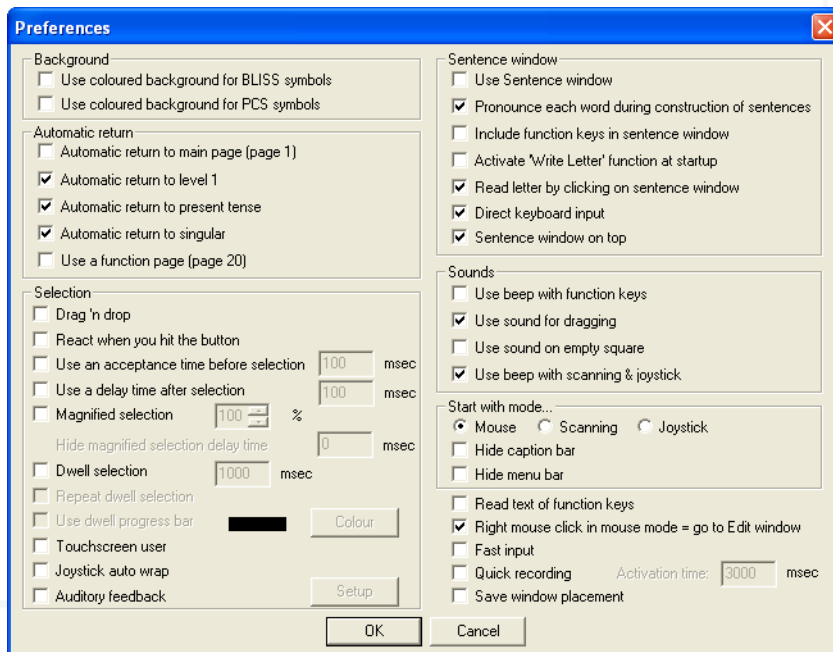 Preferences
Background
Use coloured background for BLISS symbols
Use coloured background for PCS symbols
Automatic return
Automatic return to main page (page 1)
Automatic return to level 1
Automatic return to present tense
Automatic return to singular
Use a function page (page 20)
Selection
Drag 'n drop
React when you hit the button
Use an acceptance time before selection 100 msec
Use a delay time after selection 100 msec
Magnified selection 100 %
Hide magnified selection delay time 0 msec
Dwell selection 1000 msec
Repeat dwell selection
Use dwell progress bar Colour
Touchscreen user
Joystick auto wrap
Auditory feedback Setup
Sentence window
Use Sentence window
Pronounce each word during construction of sentences
Include function keys in sentence window
Activate 'Write Letter' function at startup
Read letter by clicking on sentence window
Direct keyboard input
Sentence window on top
Sounds
Use beep with function keys
Use sound for dragging
Use sound on empty square
Use beep with scanning & joystick
Start with mode...
Mouse Scanning Joystick
Hide caption bar
Hide menu bar
Read text of function keys
Right mouse click in mouse mode = go to Edit window
Fast input
Quick recording Activation time: 3000 msec
Save window placement
OK Cancel